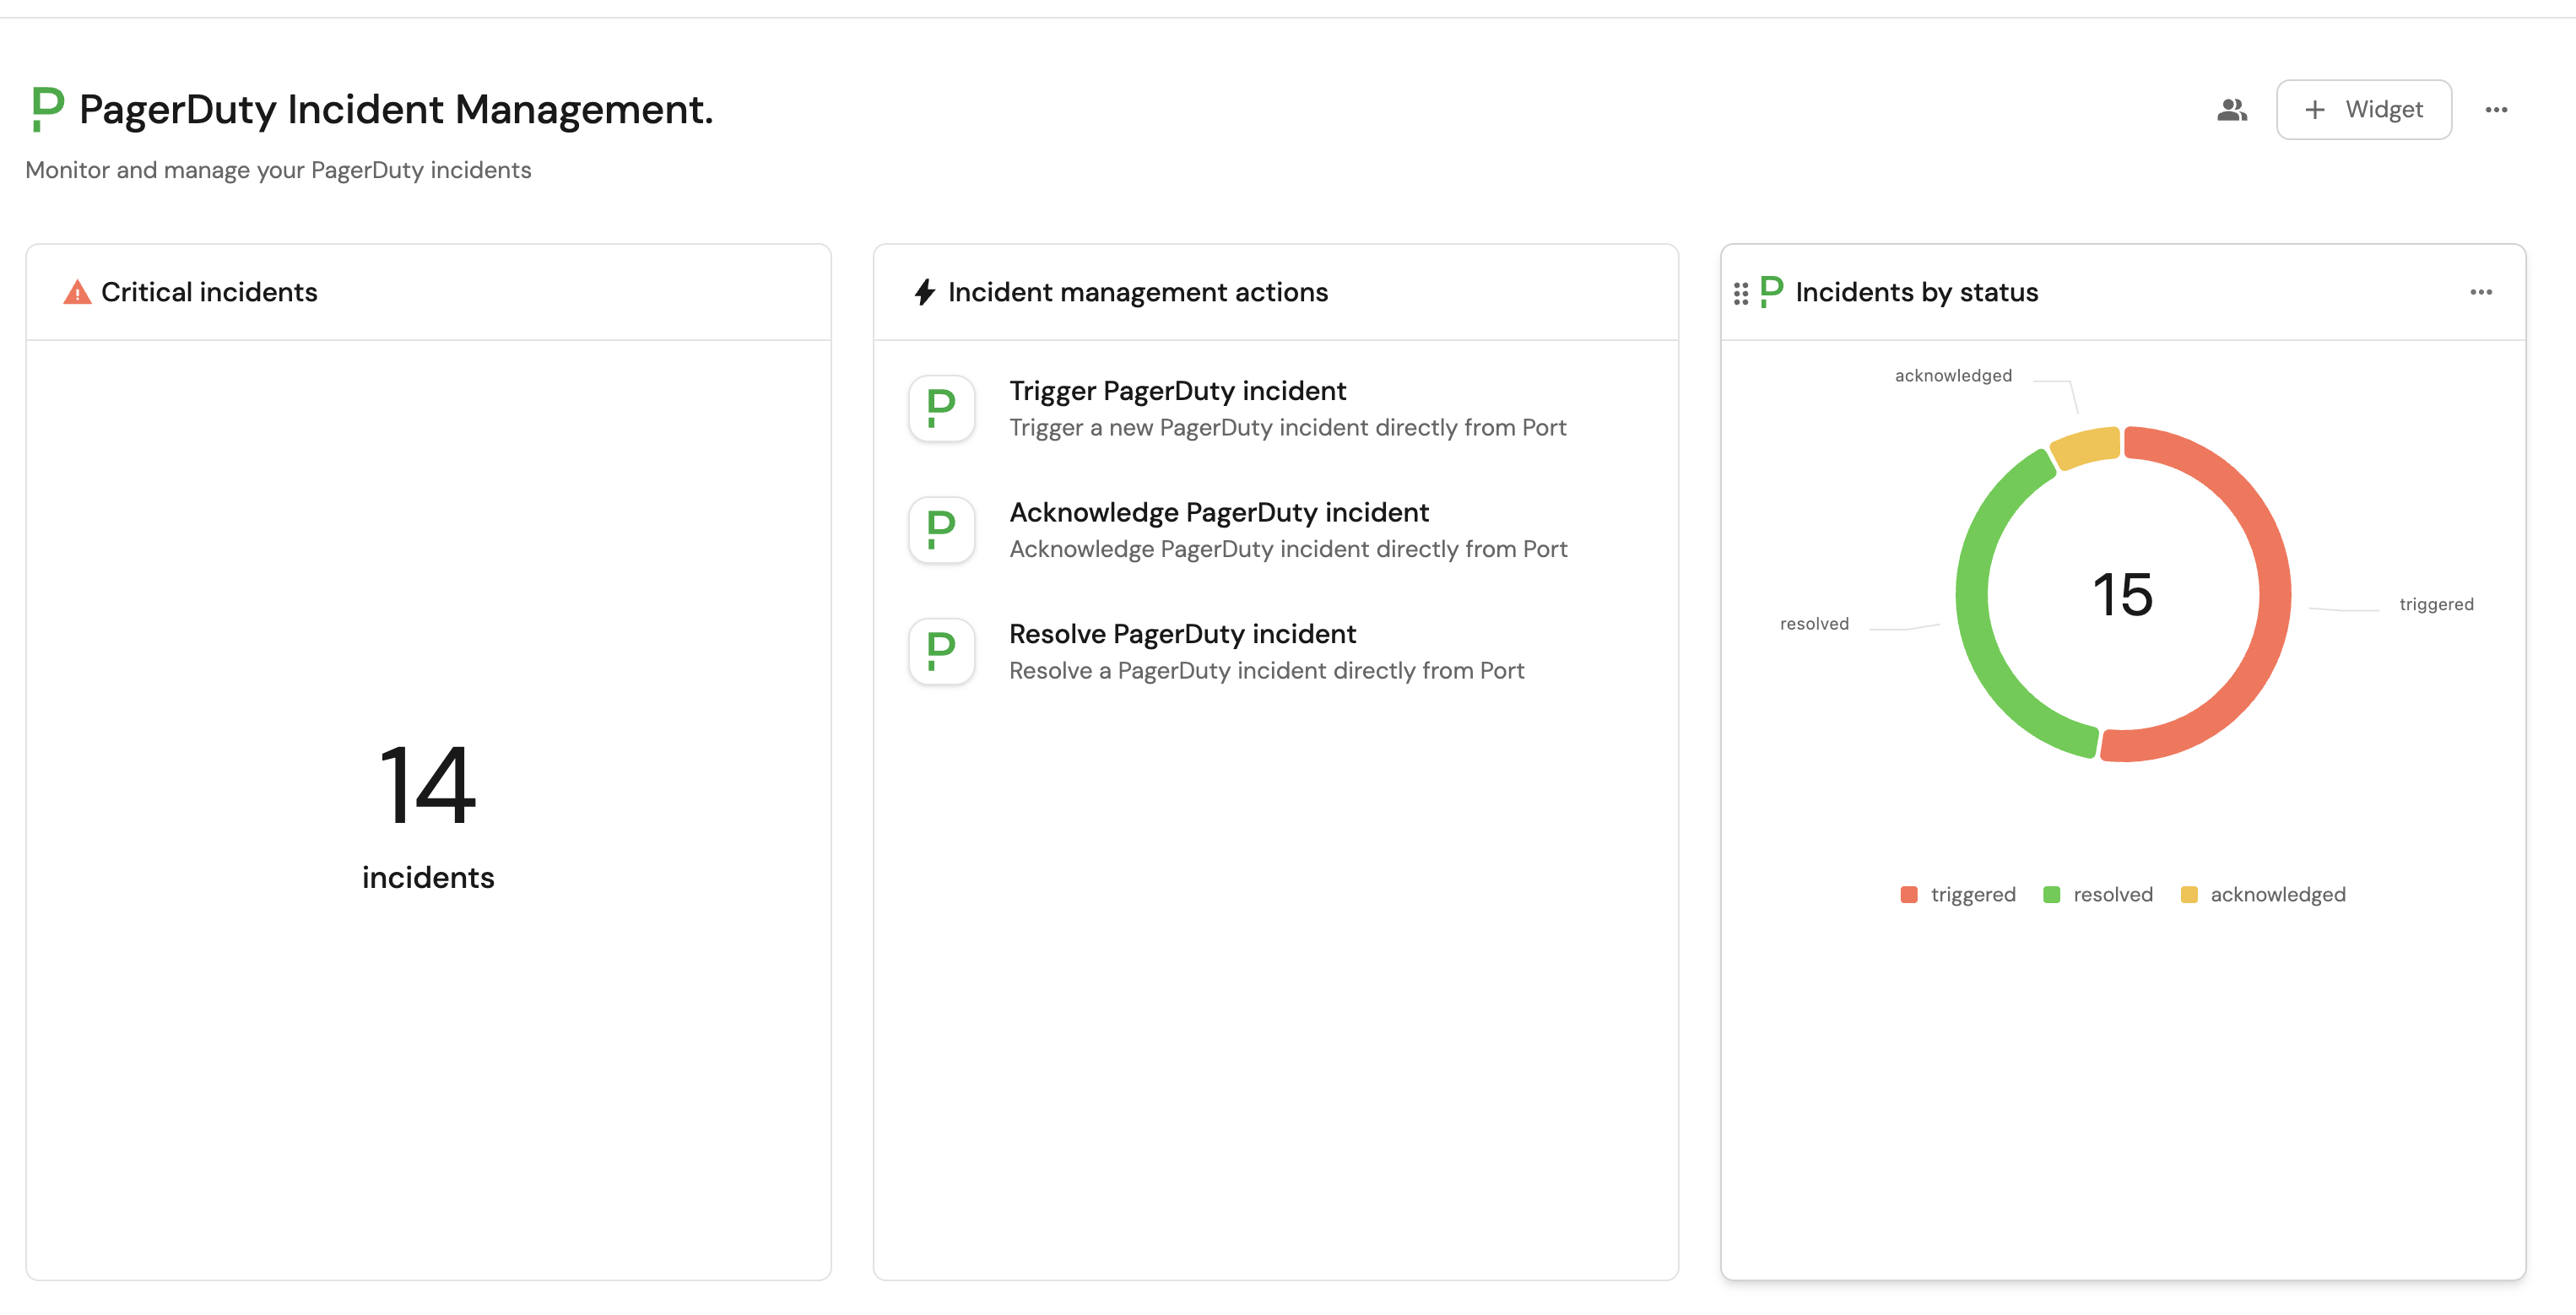 PagerDuty Incident Management.
+ Widget
Monitor and manage your PagerDuty incidents
Critical incidents
14
incidents
Incident management actions
Trigger PagerDuty incident
Trigger a new PagerDuty incident directly from Port
Acknowledge PagerDuty incident
Acknowledge PagerDuty incident directly from Port
Resolve PagerDuty incident
Resolve a PagerDuty incident directly from Port
Incidents by status
acknowledged
15
triggered
resolved
triggered resolved acknowledged